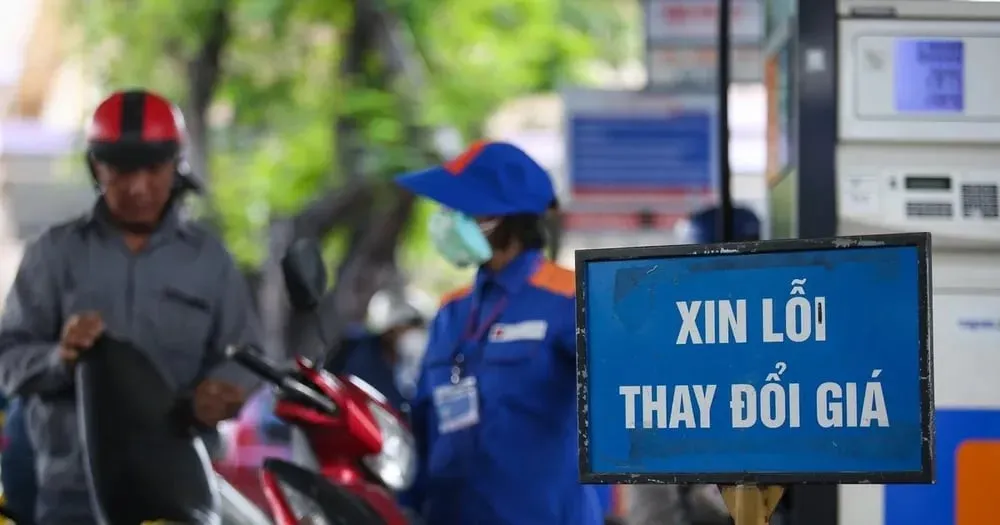 XIN LỖI
THAY ĐỔI GIÁ